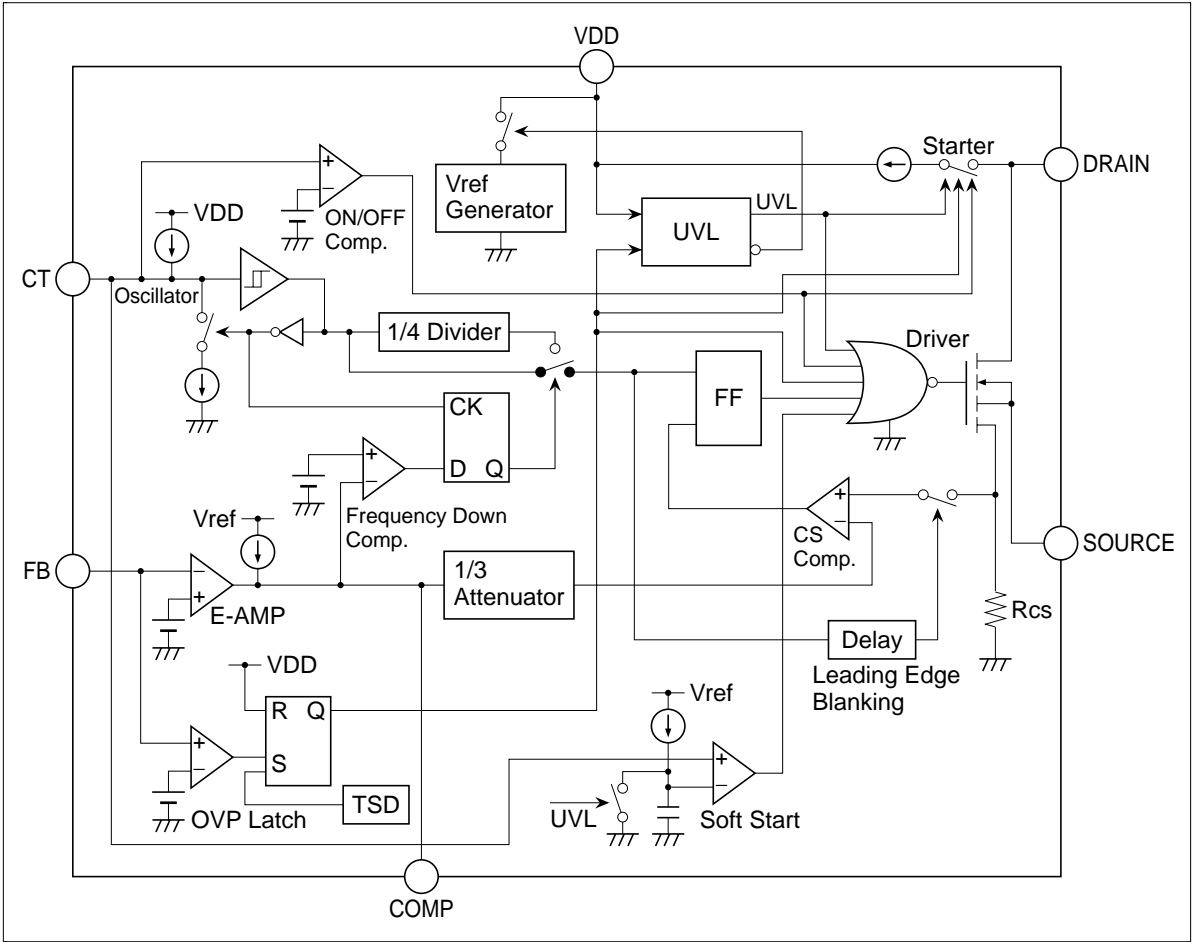 VDD
Starter
DRAIN
Vref
Generator
UVL
UVL
+
−
ON/OFF
Comp.
VDD
CT
Oscillator
1/4 Divider
Driver
FF
CK
D Q
+
−
Frequency Down
Comp.
+
−
CS
Comp.
SOURCE
Vref
FB
−
+
E-AMP
1/3
Attenuator
Rcs
Delay
Leading Edge
Blanking
VDD
R Q
S
+
−
OVP Latch
TSD
Vref
+
−
UVL
Soft Start
COMP